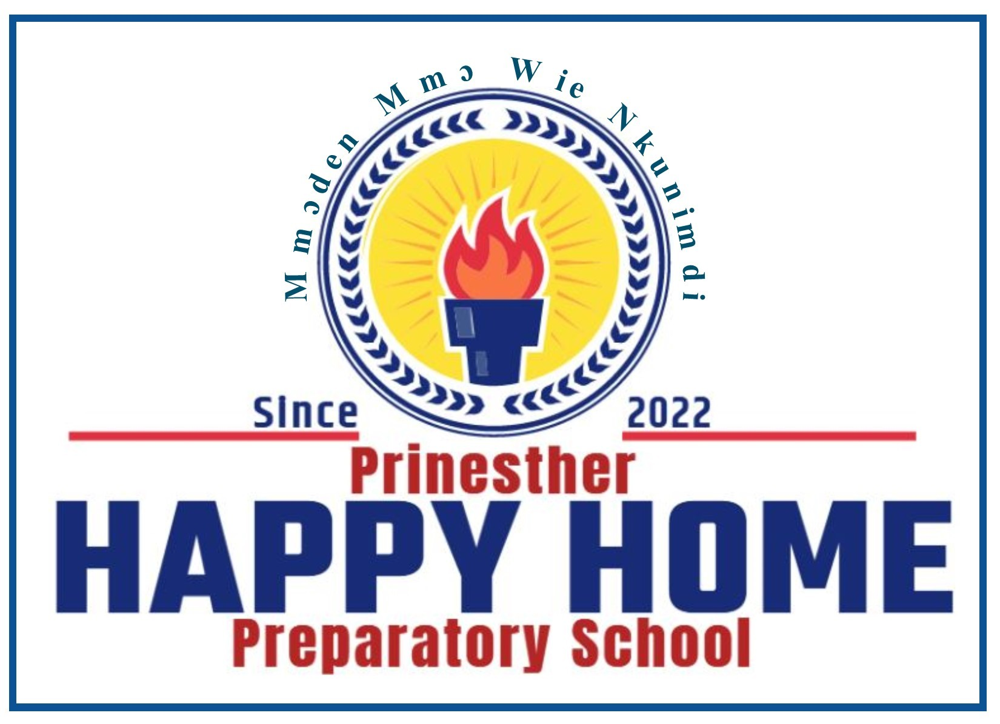 Mmɔden Mmɔ Wie Nkunimdi
Since 2022
Prinesther
HAPPY HOME
Preparatory School